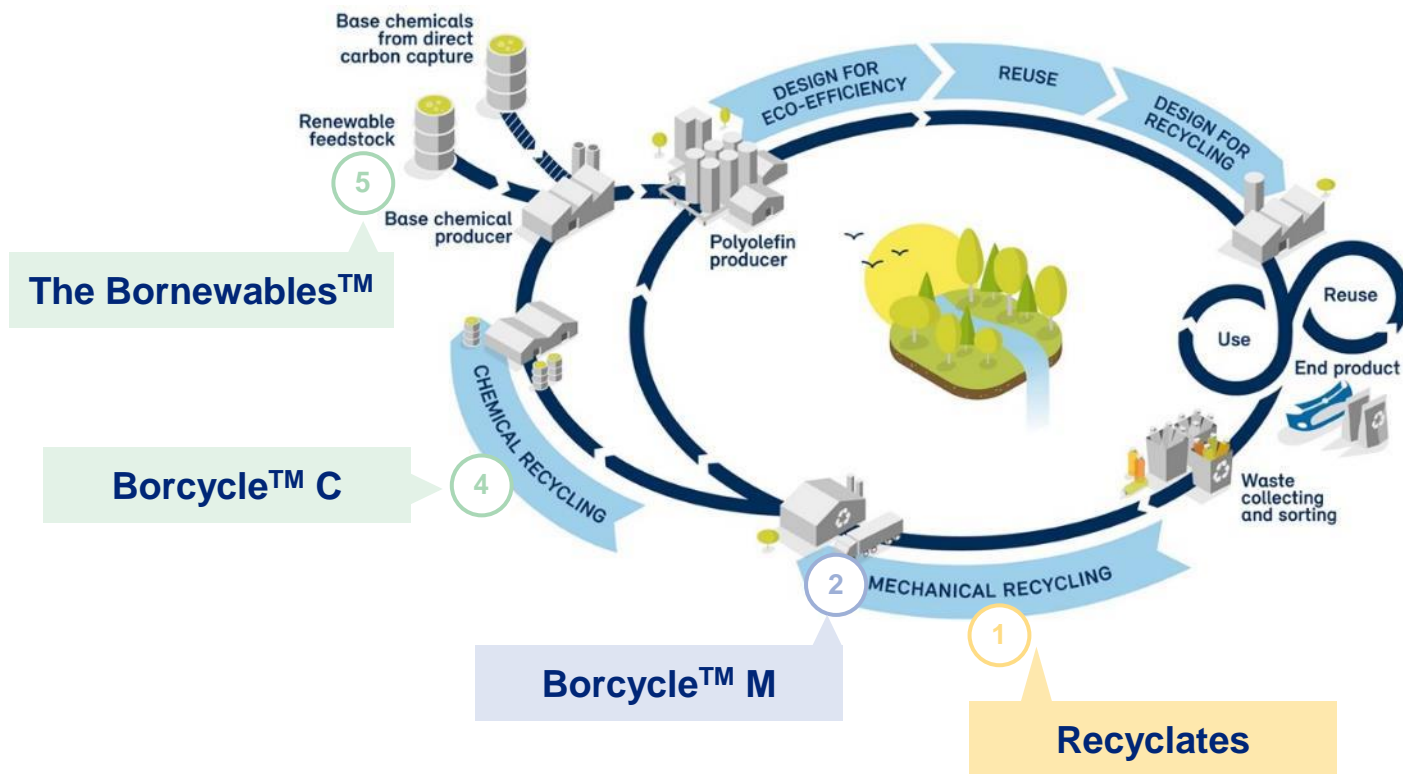 Base chemicals
from direct
carbon capture
Renewable
feedstock
5
Base chemical
producer
The Bornewables™
Polyolefin
producer
DESIGN FOR
ECO-EFFICIENCY
REUSE
DESIGN FOR
RECYCLING
Use
Reuse
End product
Waste
collecting
and sorting
CHEMICAL RECYCLING
4
Borcycle™ C
2
MECHANICAL RECYCLING
1
Borcycle™ M
Recyclates